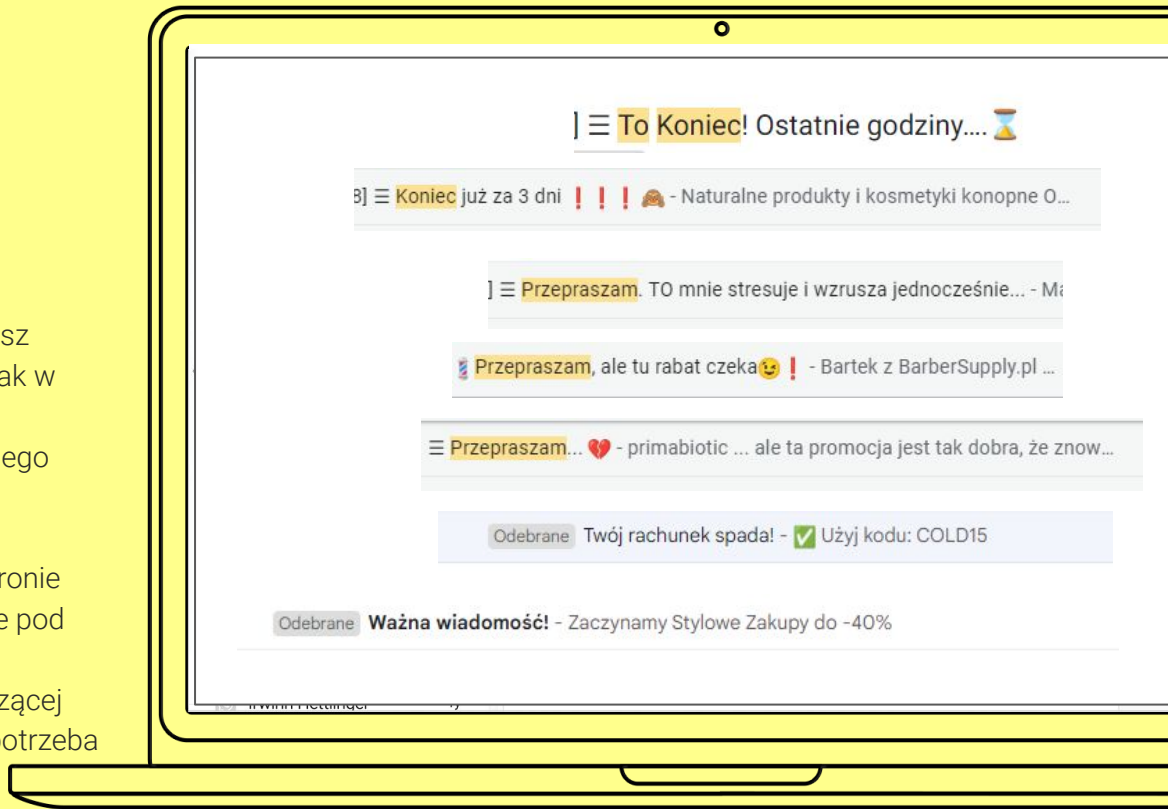 sz
ak w
ego
ronie
e pod
zącej
potrzeba
] ☰ To Koniec! Ostatnie godziny....⌛
8] ☰ Koniec już za 3 dni ❗❗❗🙈 - Naturalne produkty i kosmetyki konopne O...
] ☰ Przepraszam. TO mnie stresuje i wzrusza jednocześnie... - Ma
💈 Przepraszam, ale tu rabat czeka😉❗ - Bartek z BarberSupply.pl ...
☰ Przepraszam... 💔 - primabiotic ... ale ta promocja jest tak dobra, że znow...
Odebrane Twój rachunek spada! - ✅ Użyj kodu: COLD15
Odebrane Ważna wiadomość! - Zaczynamy Stylowe Zakupy do -40%